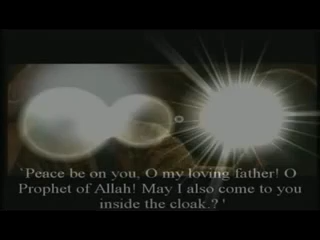 `Peace be on you, O my loving father! O
Prophet of Allah! May I also come to you
inside the cloak.? '